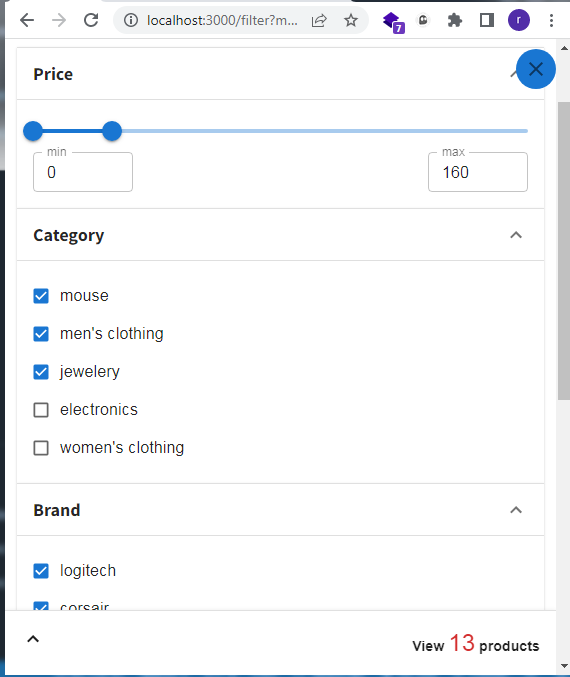 localhost:3000/filter?m...
7
r
Price
min
0
max
160
Category
mouse
men's clothing
jewelery
electronics
women's clothing
Brand
logitech
corsair
View 13 products